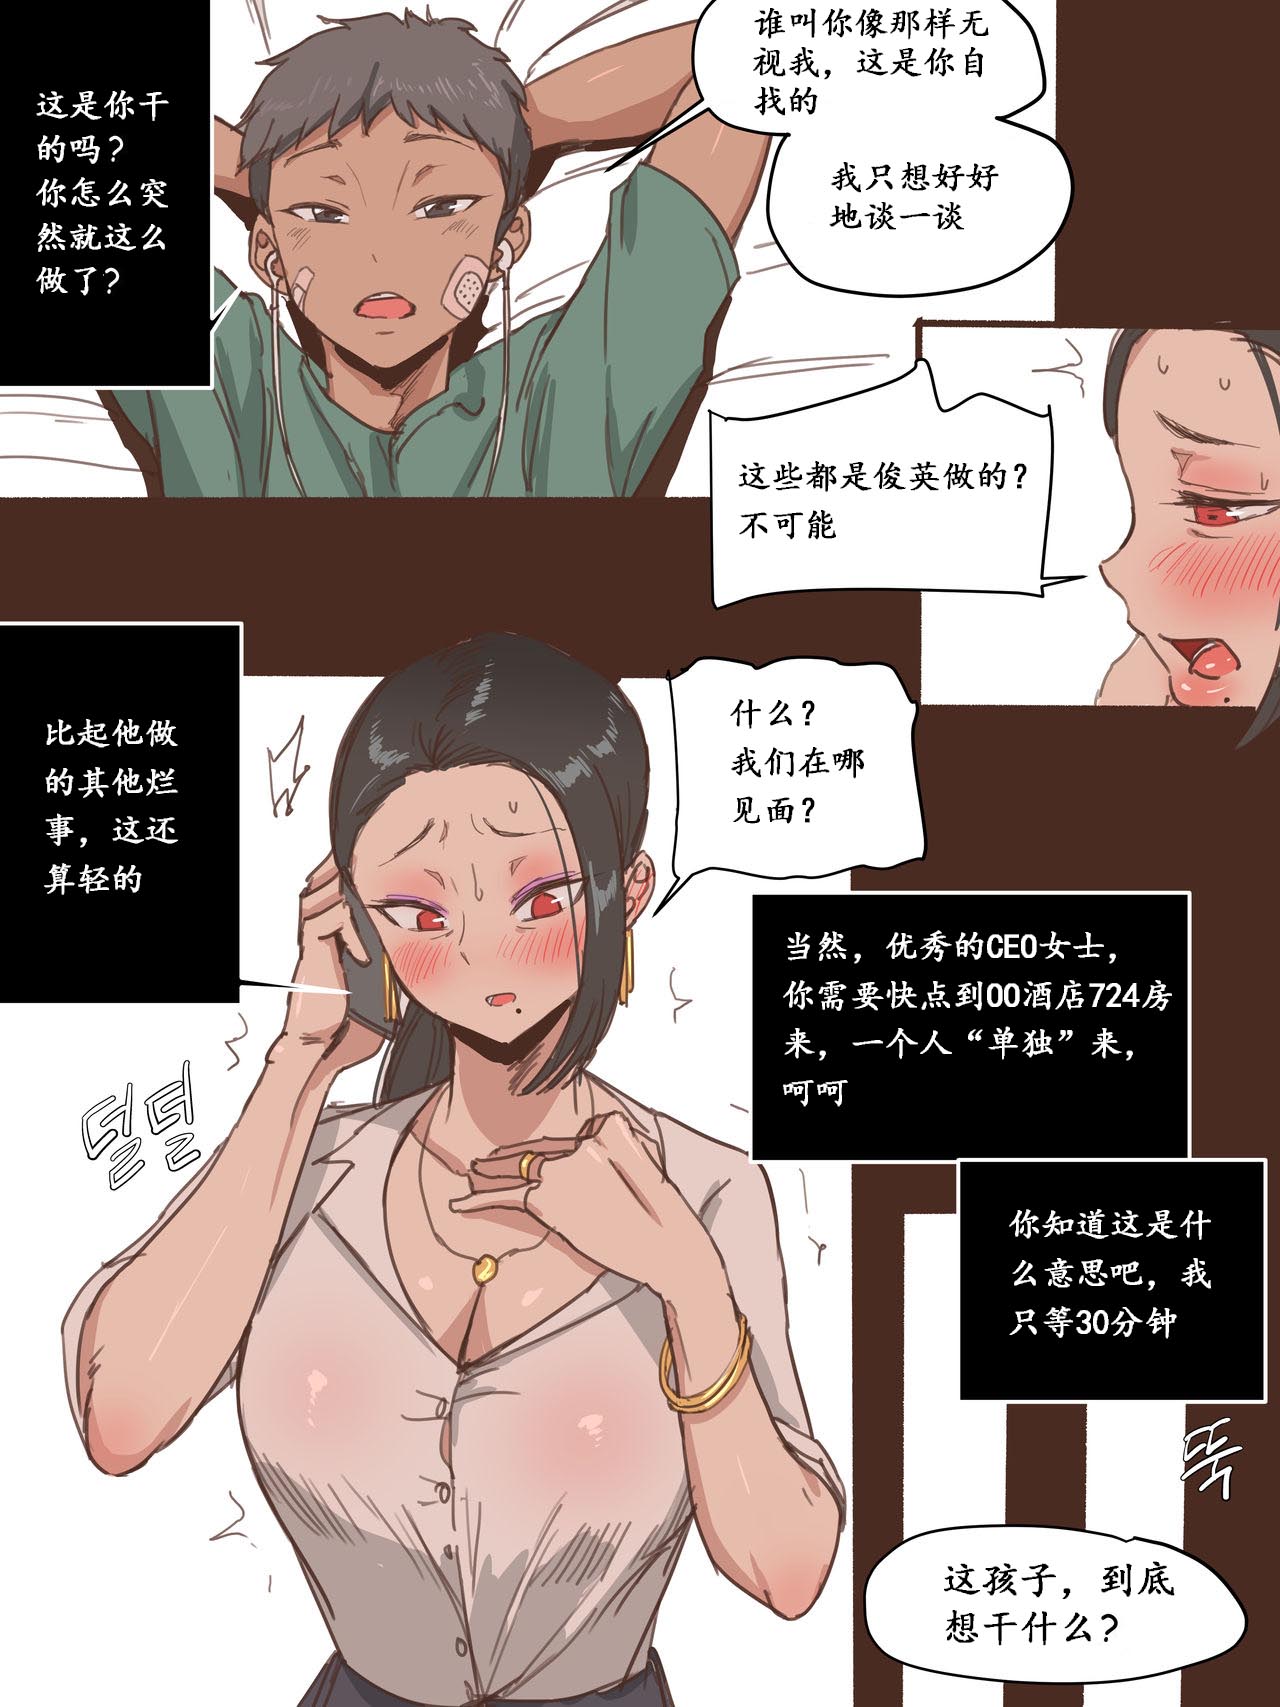 谁叫你像那样无
视我，这是你自
找的
我只想好好
地谈一谈
这是你干
的吗？
你怎么突
然就这么
做了？
这些都是俊英做的？
不可能
比起他做
的其他烂
事，这还
算轻的
什么？
我们在哪
见面？
当然，优秀的CEO女士，
你需要快点到OO酒店724房
来，一个人“单独”来，
呵呵
덜덜
你知道这是什
么意思吧，我
只等30分钟
뚝
这孩子，到底
想干什么？